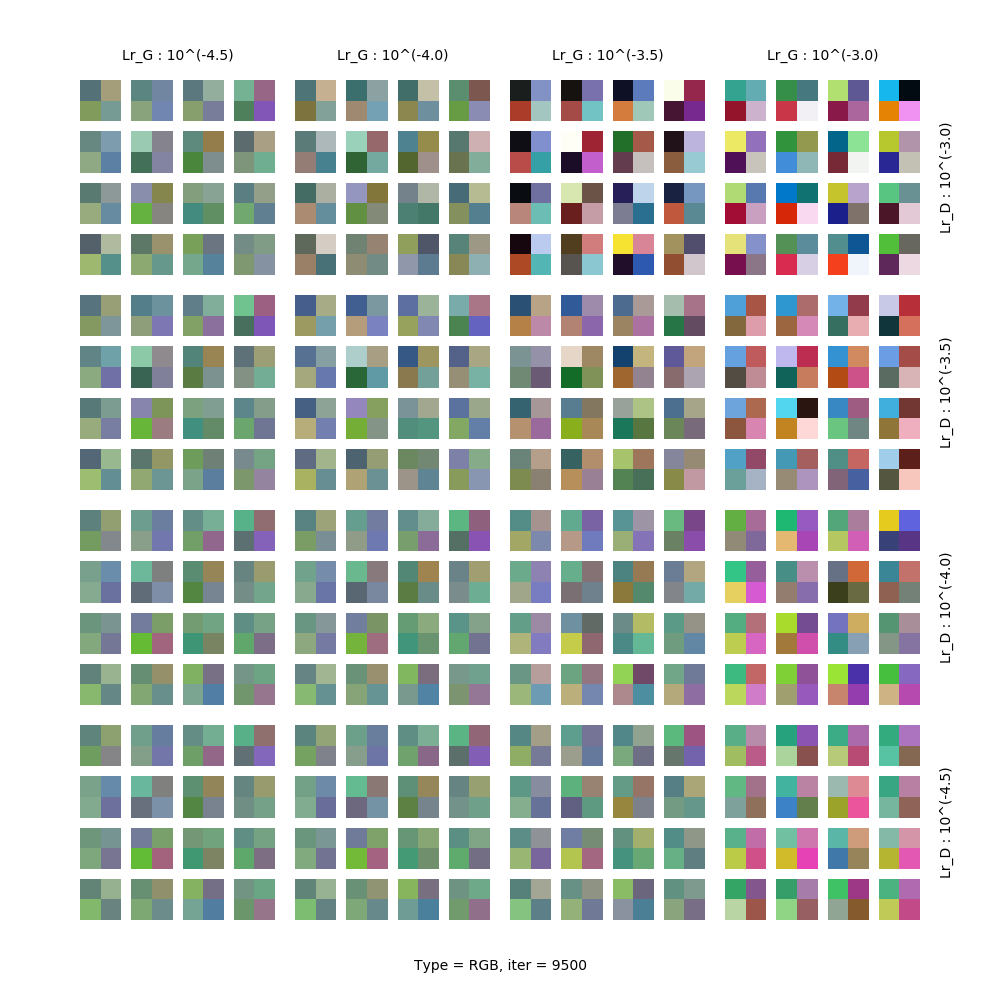 Lr_G : 10^(-4.5)
Lr_G : 10^(-4.0)
Lr_G : 10^(-3.5)
Lr_G : 10^(-3.0)
Lr_D : 10^(-3.0)
Lr_D : 10^(-3.5)
Lr_D : 10^(-4.0)
Lr_D : 10^(-4.5)
Type = RGB, iter = 9500